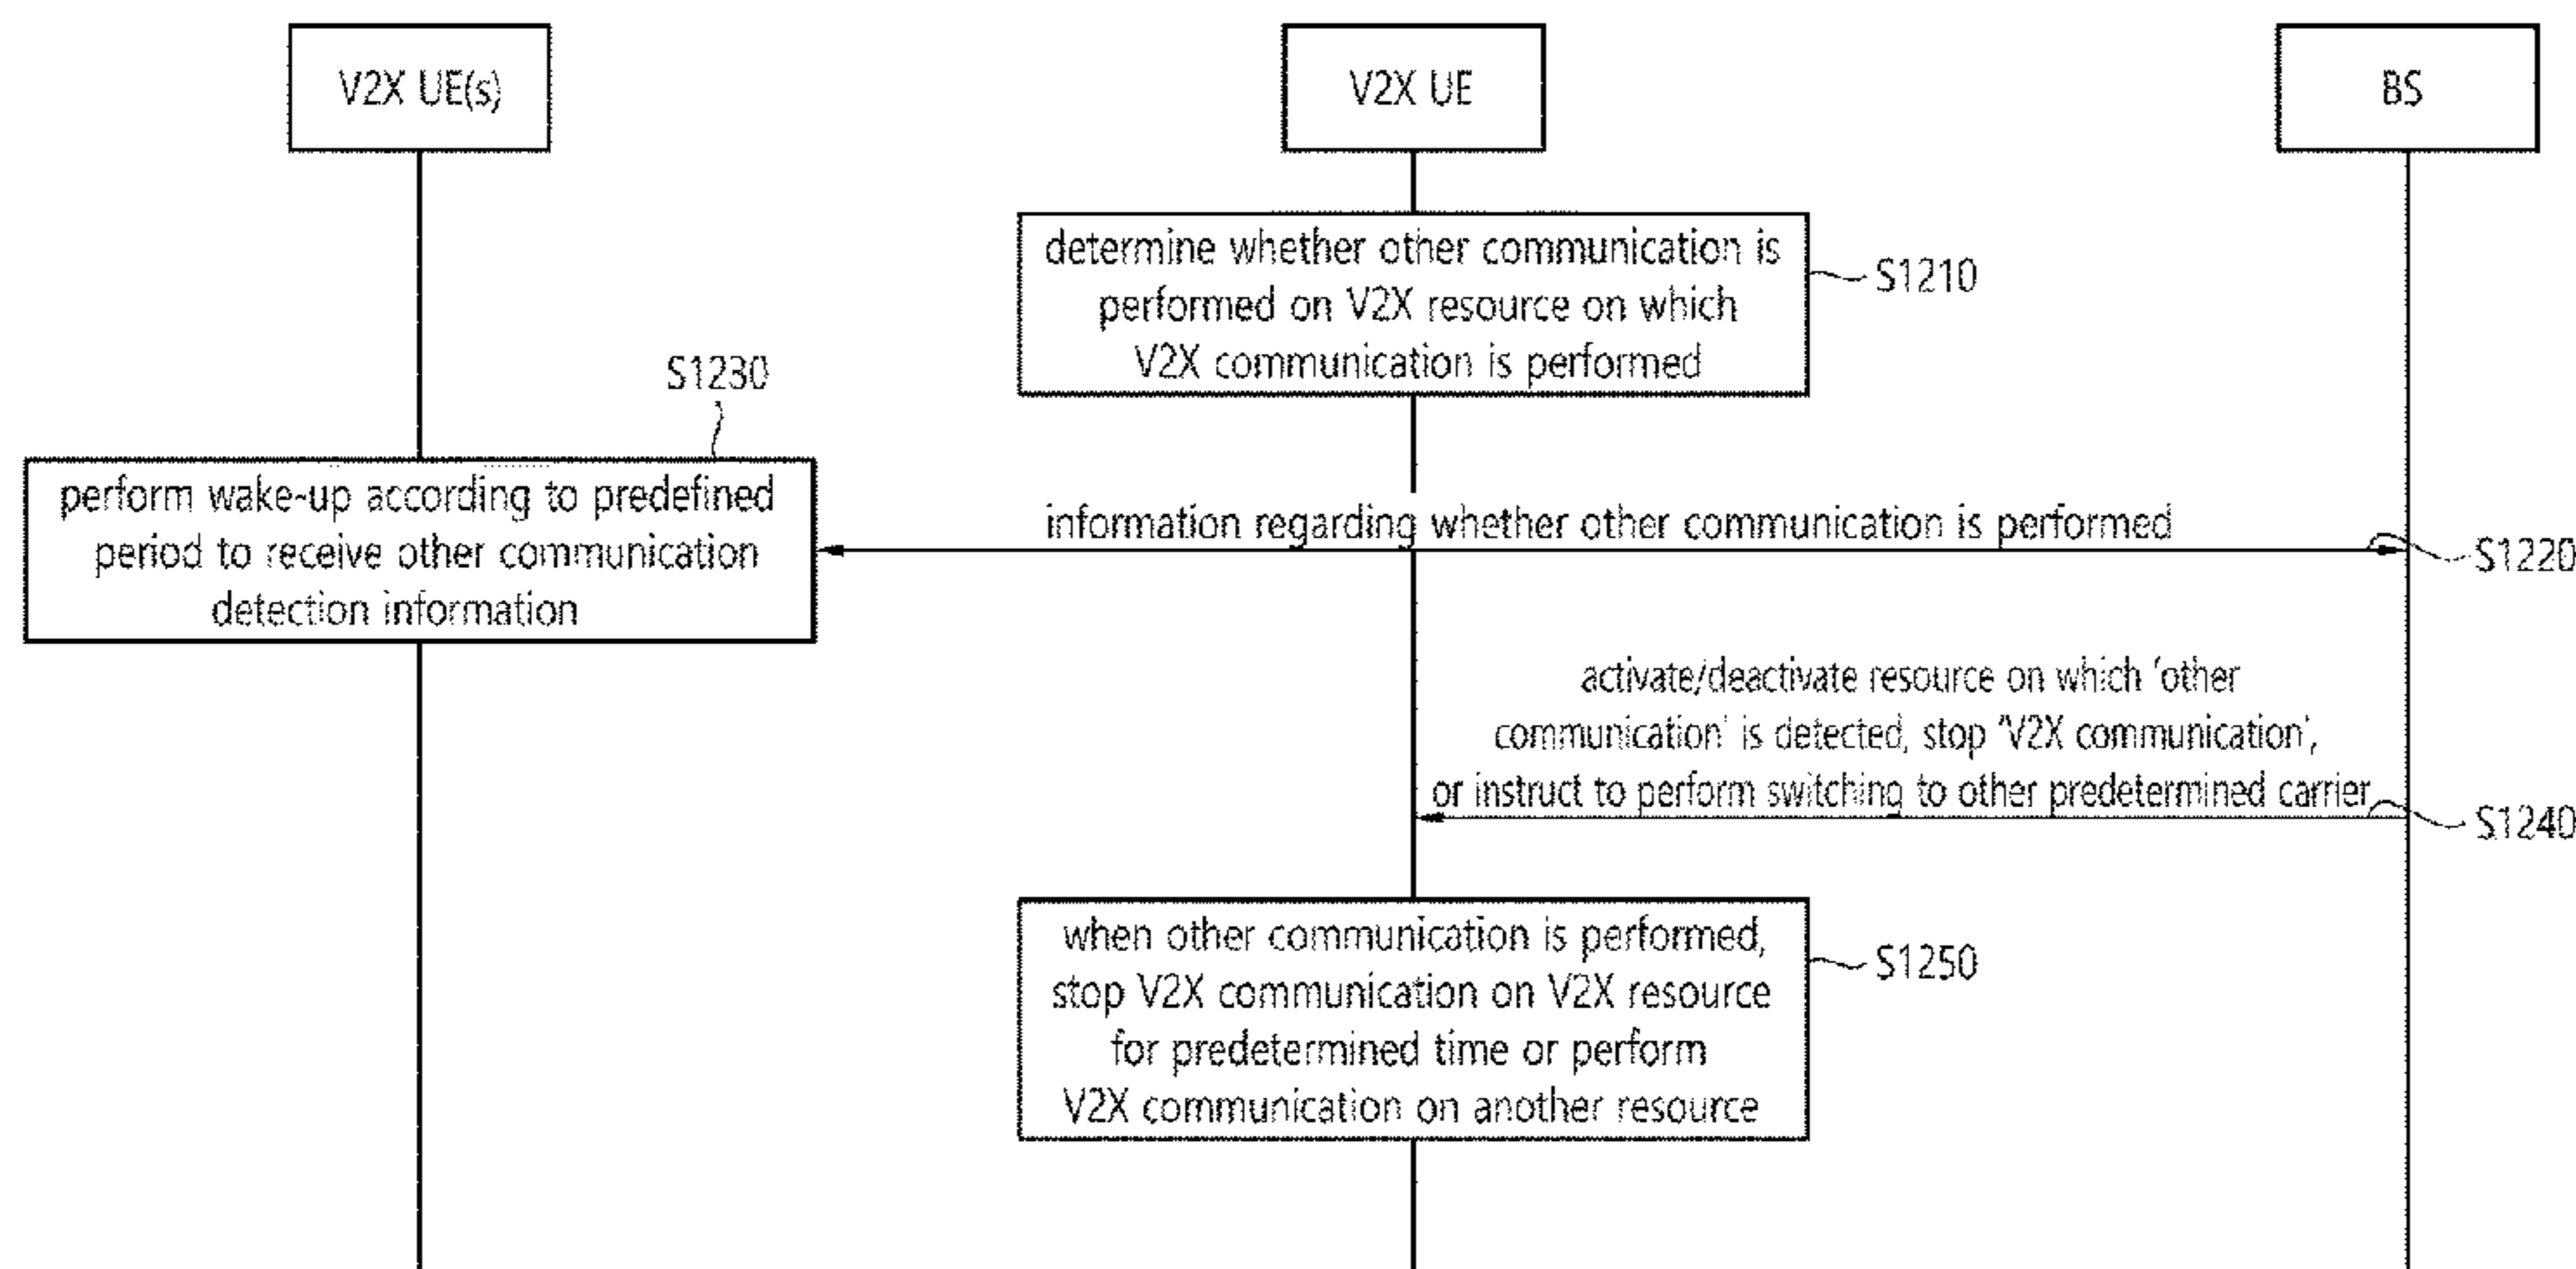 V2X UE(s)
V2X UE
BS
determine whether other communication is
performed on V2X resource on which
V2X communication is performed
S1210
S1230
perform wake-up according to predefined
period to receive other communication
detection information
information regarding whether other communication is performed
S1220
activate/deactivate resource on which 'other
communication' is detected, stop 'V2X communication',
or instruct to perform switching to other predetermined carrier
S1240
when other communication is performed,
stop V2X communication on V2X resource
for predetermined time or perform
V2X communication on another resource
S1250